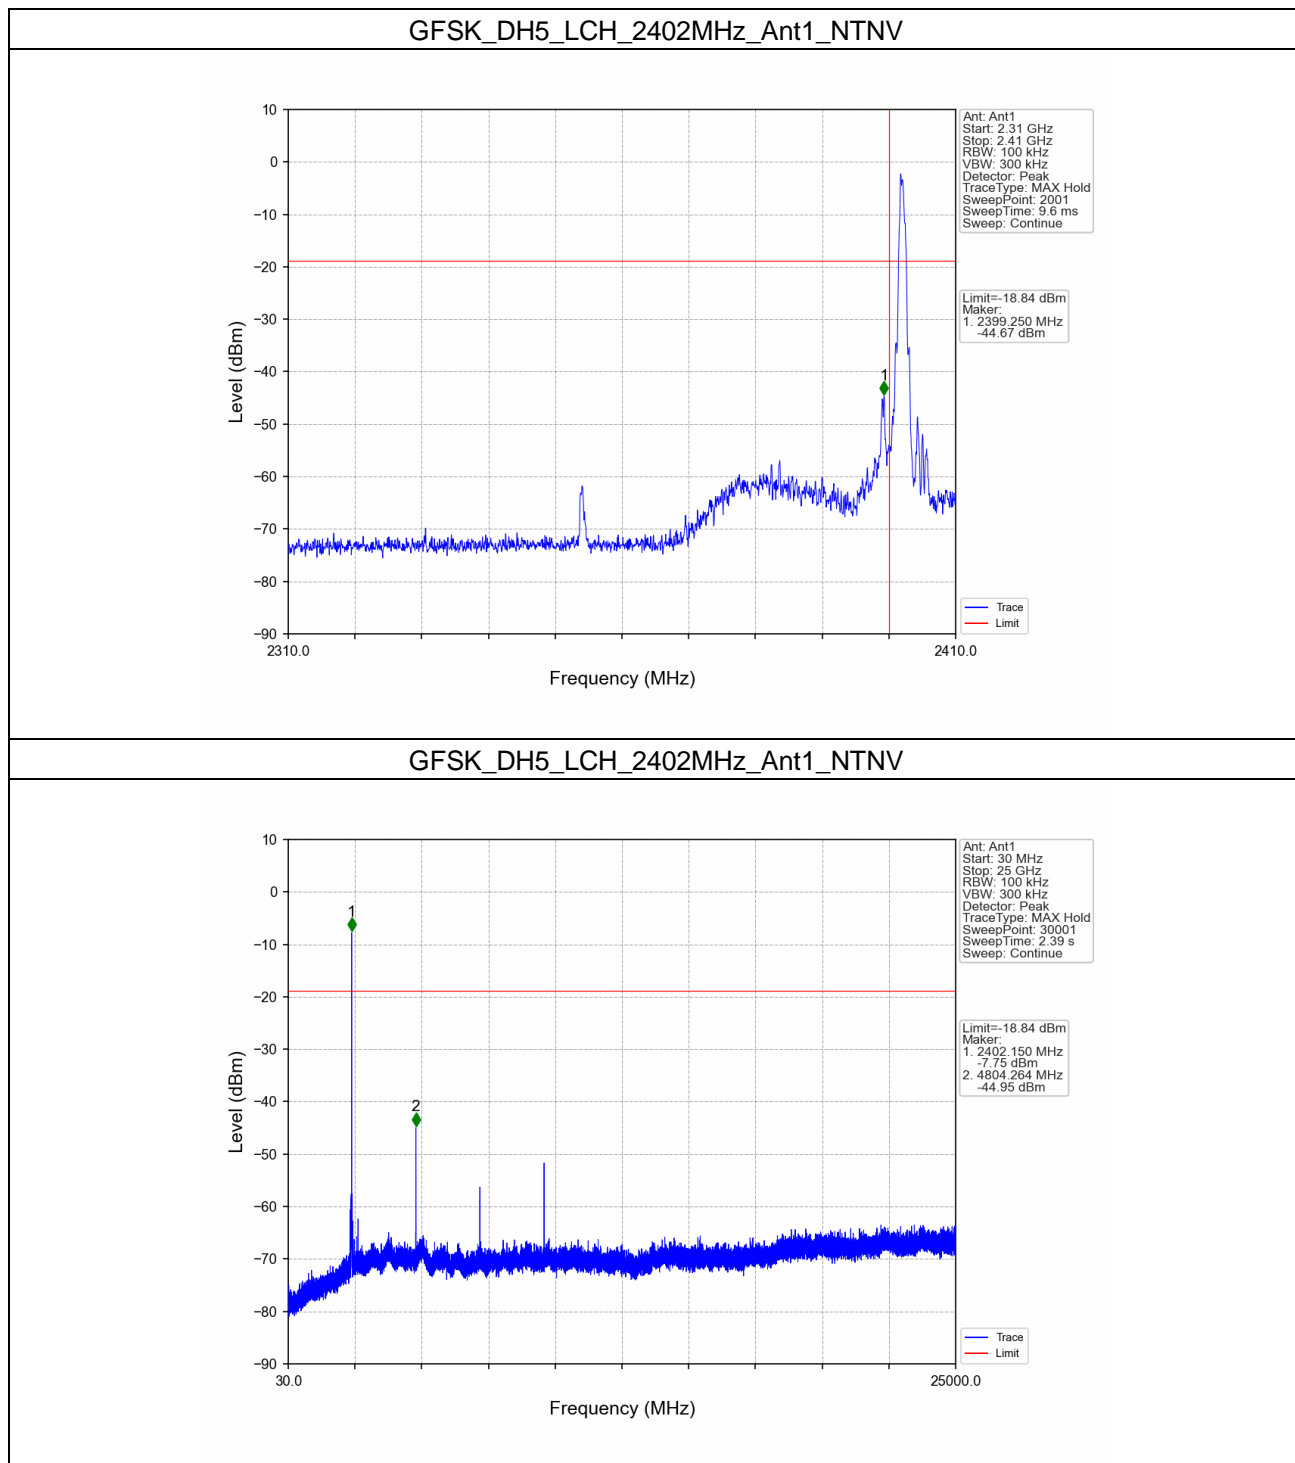 GFSK_DH5_LCH_2402MHz_Ant1_NTNV
10
0
−10
−20
−30
−40
−50
−60
−70
−80
−90
Level (dBm)
1
2310.0
2410.0
Frequency (MHz)
Ant: Ant1
Start: 2.31 GHz
Stop: 2.41 GHz
RBW: 100 kHz
VBW: 300 kHz
Detector: Peak
TraceType: MAX Hold
SweepPoint: 2001
SweepTime: 9.6 ms
Sweep: Continue
Limit=-18.84 dBm
Maker:
1. 2399.250 MHz
-44.67 dBm
Trace
Limit
GFSK_DH5_LCH_2402MHz_Ant1_NTNV
10
0
−10
−20
−30
−40
−50
−60
−70
−80
−90
Level (dBm)
1
2
30.0
25000.0
Frequency (MHz)
Ant: Ant1
Start: 30 MHz
Stop: 25 GHz
RBW: 100 kHz
VBW: 300 kHz
Detector: Peak
TraceType: MAX Hold
SweepPoint: 30001
SweepTime: 2.39 s
Sweep: Continue
Limit=-18.84 dBm
Maker:
1. 2402.150 MHz
-7.75 dBm
2. 4804.264 MHz
-44.95 dBm
Trace
Limit